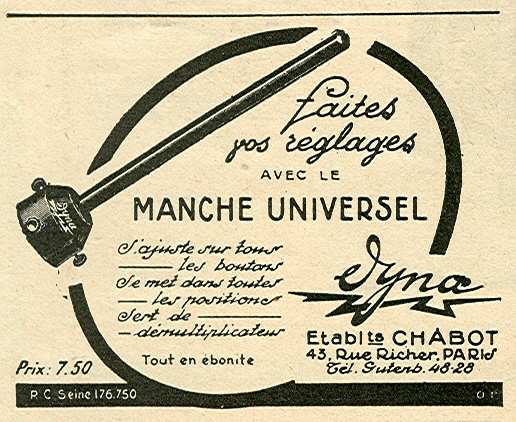 Faites
vos réglages
AVEC LE
MANCHE UNIVERSEL
S'ajuste sur tous
les boutons
Se met dans toutes
les positions
Sert de
démultiplicateur
Tout en ébonite
Dyna
Etablts CHABOT
43, Rue Richer, PARIS
Tél. Gutenb. 48-28
Prix: 7.50
R.C. Seine 176.750